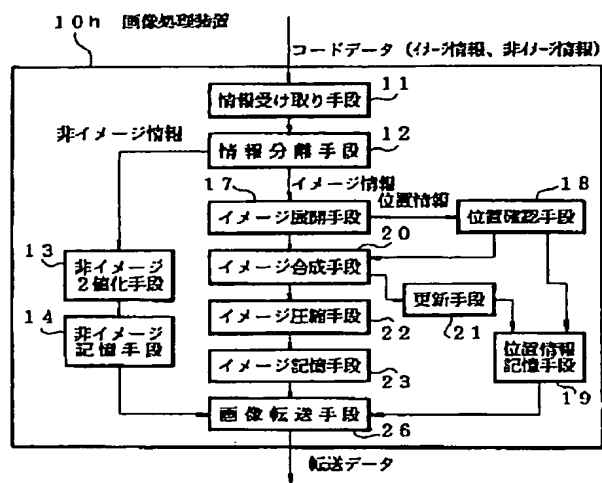 10h 画像処理装置
コードデータ(イメージ情報、非イメージ情報)
情報受け取り手段
11
非イメージ情報
12
情報分離手段
17
イメージ情報
位置情報
18
イメージ展開手段
位置確認手段
20
13
非イメージ
2値化手段
イメージ合成手段
更新手段
21
14
非イメージ
記憶手段
イメージ圧縮手段
22
位置情報
記憶手段
19
イメージ記憶手段
23
画像転送手段
26
転送データ